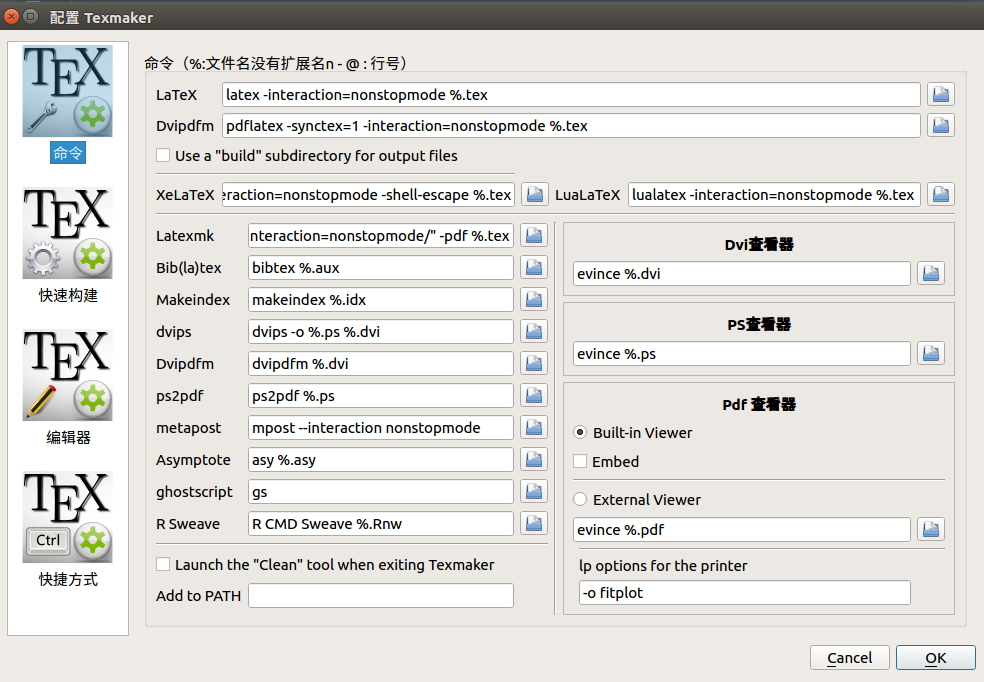 配置 Texmaker
TEX
命令
TEX
快速构建
TEX
编辑器
TEX
Ctrl
快捷方式
命令（%:文件名没有扩展名n - @ : 行号）
LaTeX latex -interaction=nonstopmode %.tex
Dvipdfm pdflatex -synctex=1 -interaction=nonstopmode %.tex
Use a "build" subdirectory for output files
XeLaTeX eraction=nonstopmode -shell-escape %.tex LuaLaTeX lualatex -interaction=nonstopmode %.tex
Latexmk nteraction=nonstopmode/" -pdf %.tex
Bib(la)tex bibtex %.aux
Makeindex makeindex %.idx
dvips dvips -o %.ps %.dvi
Dvipdfm dvipdfm %.dvi
ps2pdf ps2pdf %.ps
metapost mpost --interaction nonstopmode
Asymptote asy %.asy
ghostscript gs
R Sweave R CMD Sweave %.Rnw
Launch the "Clean" tool when exiting Texmaker
Add to PATH
Dvi查看器
evince %.dvi
PS查看器
evince %.ps
Pdf 查看器
Built-in Viewer
Embed
External Viewer
evince %.pdf
lp options for the printer
-o fitplot
Cancel OK